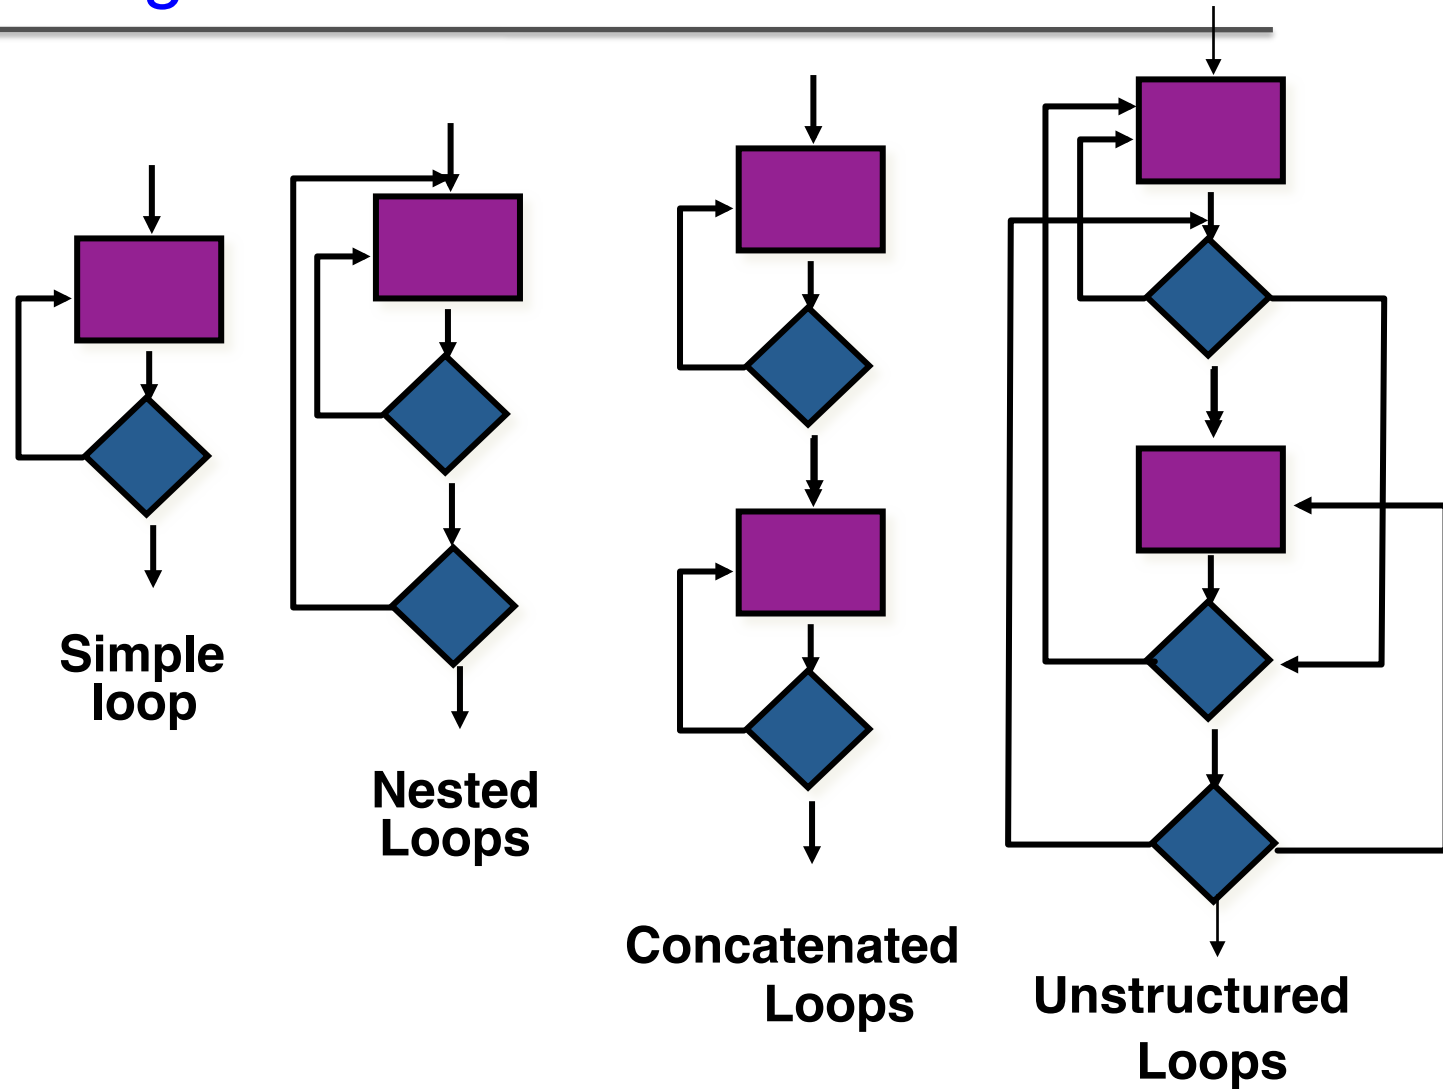 Simple
loop
Nested
Loops
Concatenated
Loops
Unstructured
Loops